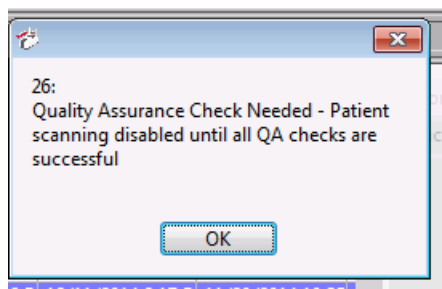 26:
Quality Assurance Check Needed - Patient
scanning disabled until all QA checks are
successful
OK